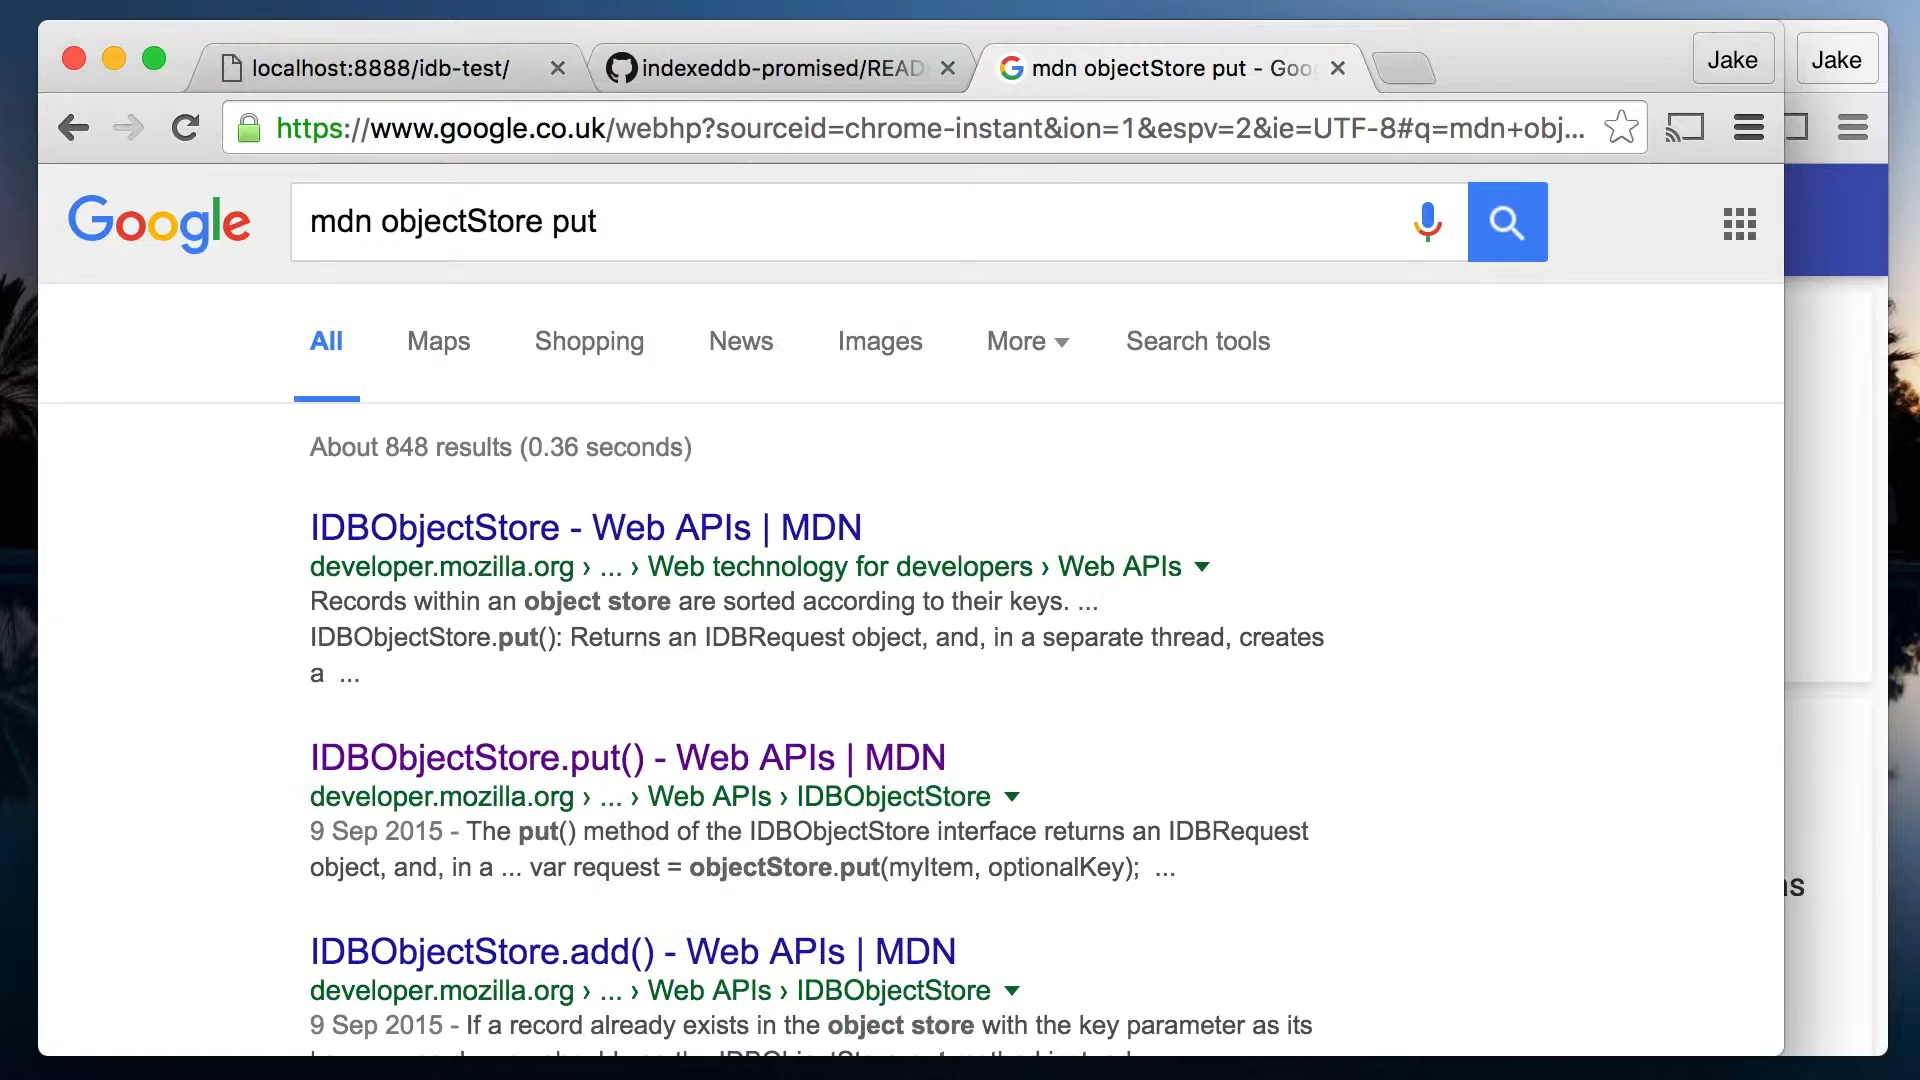 localhost:8888/idb-test/
indexeddb-promised/READ
mdn objectStore put - Goo
Jake
Jake
https://www.google.co.uk/webhp?sourceid=chrome-instant&ion=1&espv=2&ie=UTF-8#q=mdn+obj...
Google
mdn objectStore put
All
Maps
Shopping
News
Images
More
Search tools
About 848 results (0.36 seconds)
IDBObjectStore - Web APIs | MDN
developer.mozilla.org › ... › Web technology for developers › Web APIs
Records within an object store are sorted according to their keys. ...
IDBObjectStore.put(): Returns an IDBRequest object, and, in a separate thread, creates
a ...
IDBObjectStore.put() - Web APIs | MDN
developer.mozilla.org › ... › Web APIs › IDBObjectStore
9 Sep 2015 - The put() method of the IDBObjectStore interface returns an IDBRequest
object, and, in a ... var request = objectStore.put(myItem, optionalKey); ...
IDBObjectStore.add() - Web APIs | MDN
developer.mozilla.org › ... › Web APIs › IDBObjectStore
9 Sep 2015 - If a record already exists in the object store with the key parameter as its